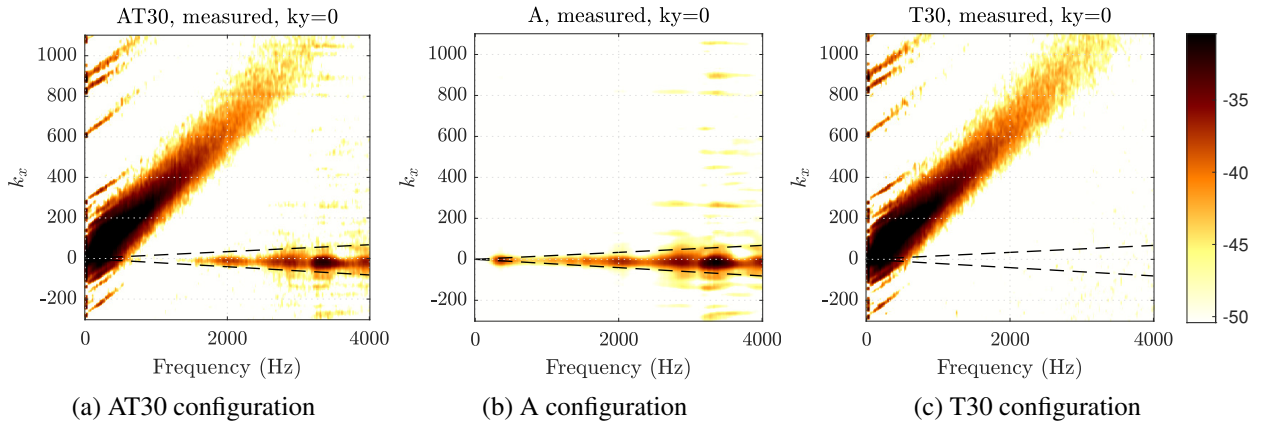 AT30, measured, ky=0
1000
800
600
400
200
0
-200
k_x
0
2000
4000
Frequency (Hz)
(a) AT30 configuration
A, measured, ky=0
1000
800
600
400
200
0
-200
k_x
0
2000
4000
Frequency (Hz)
(b) A configuration
T30, measured, ky=0
1000
800
600
400
200
0
-200
k_x
0
2000
4000
Frequency (Hz)
(c) T30 configuration
-35
-40
-45
-50